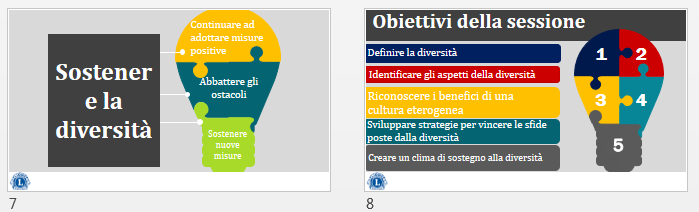 Sostener
e la
diversità
Continuare ad
adottare misure
positive
Abbattere gli
ostacoli
Sostenere
nuove
misure
L
7
Obiettivi della sessione
Definire la diversità
Identificare gli aspetti della diversità
Riconoscere i benefici di una
cultura eterogenea
Sviluppare strategie per vincere le sfide
poste dalla diversità
Creare un clima di sostegno alla diversità
1
2
3
4
5
L
8